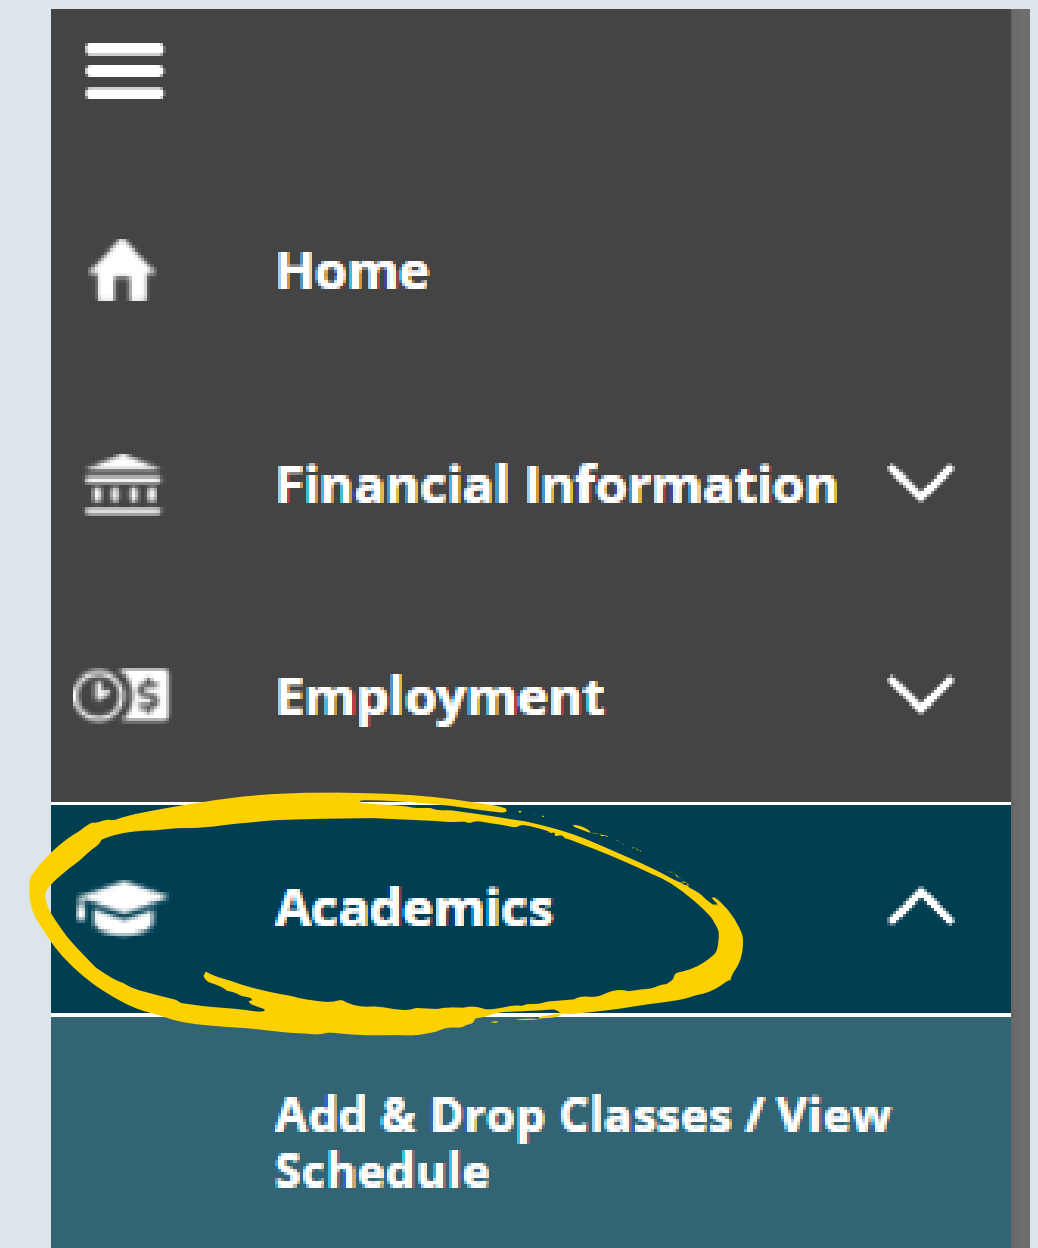 Home
Financial Information
Employment
Academics
Add & Drop Classes / View
Schedule